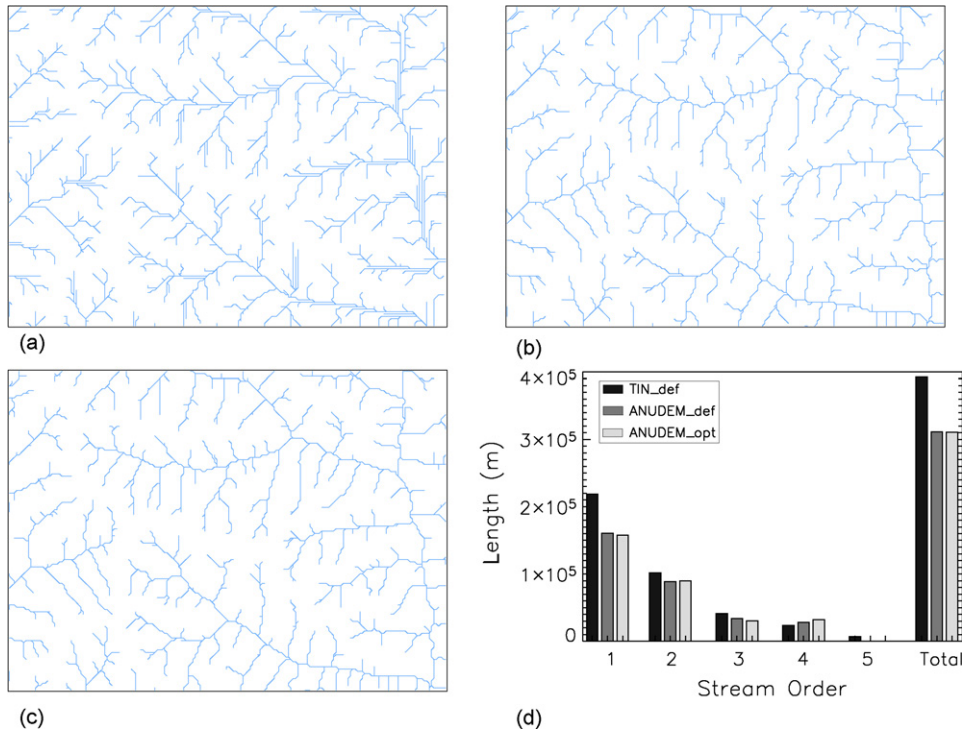 (a)
(b)
(c)
4×10⁵
3×10⁵
2×10⁵
1×10⁵
0
Length (m)
TIN_def
ANUDEM_def
ANUDEM_opt
1 2 3 4 5 Total
Stream Order
(d)